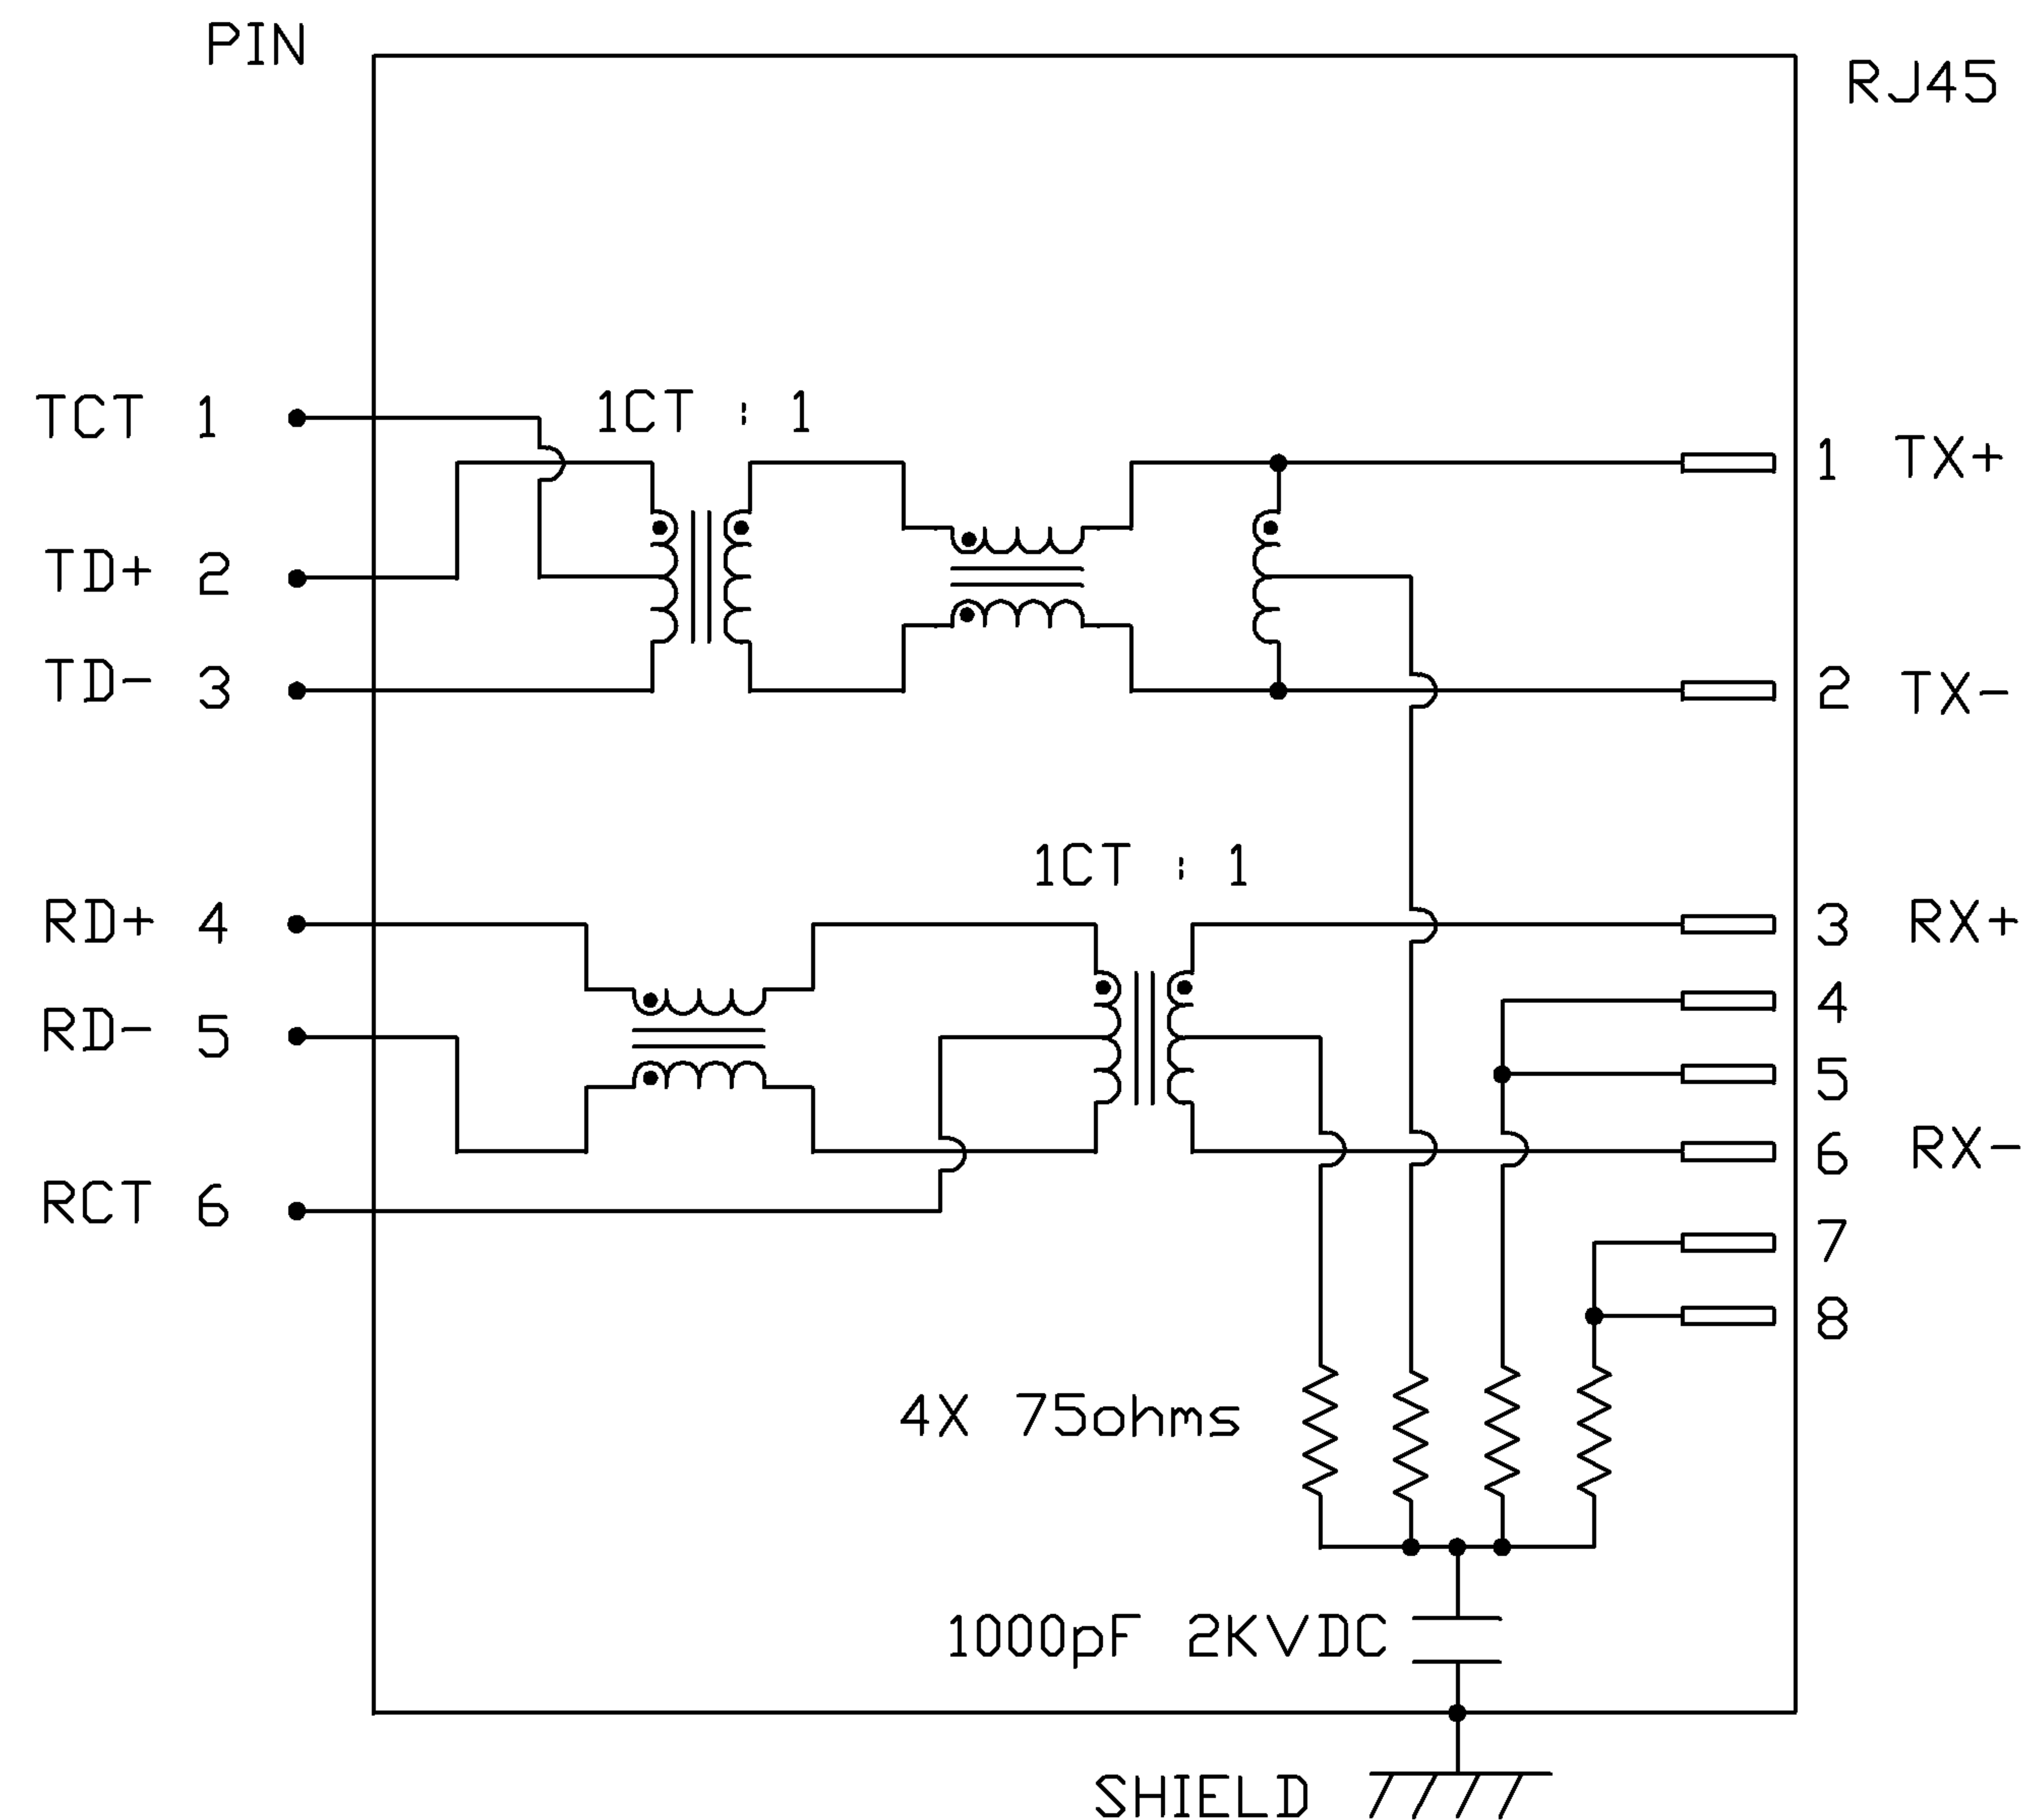 PIN
RJ45
TCT 1
1CT : 1
1 TX+
TD+ 2
TD- 3
2 TX-
1CT : 1
RD+ 4
3 RX+
4
RD- 5
5
6 RX-
RCT 6
7
8
4X 75ohms
1000pF 2KVDC
SHIELD